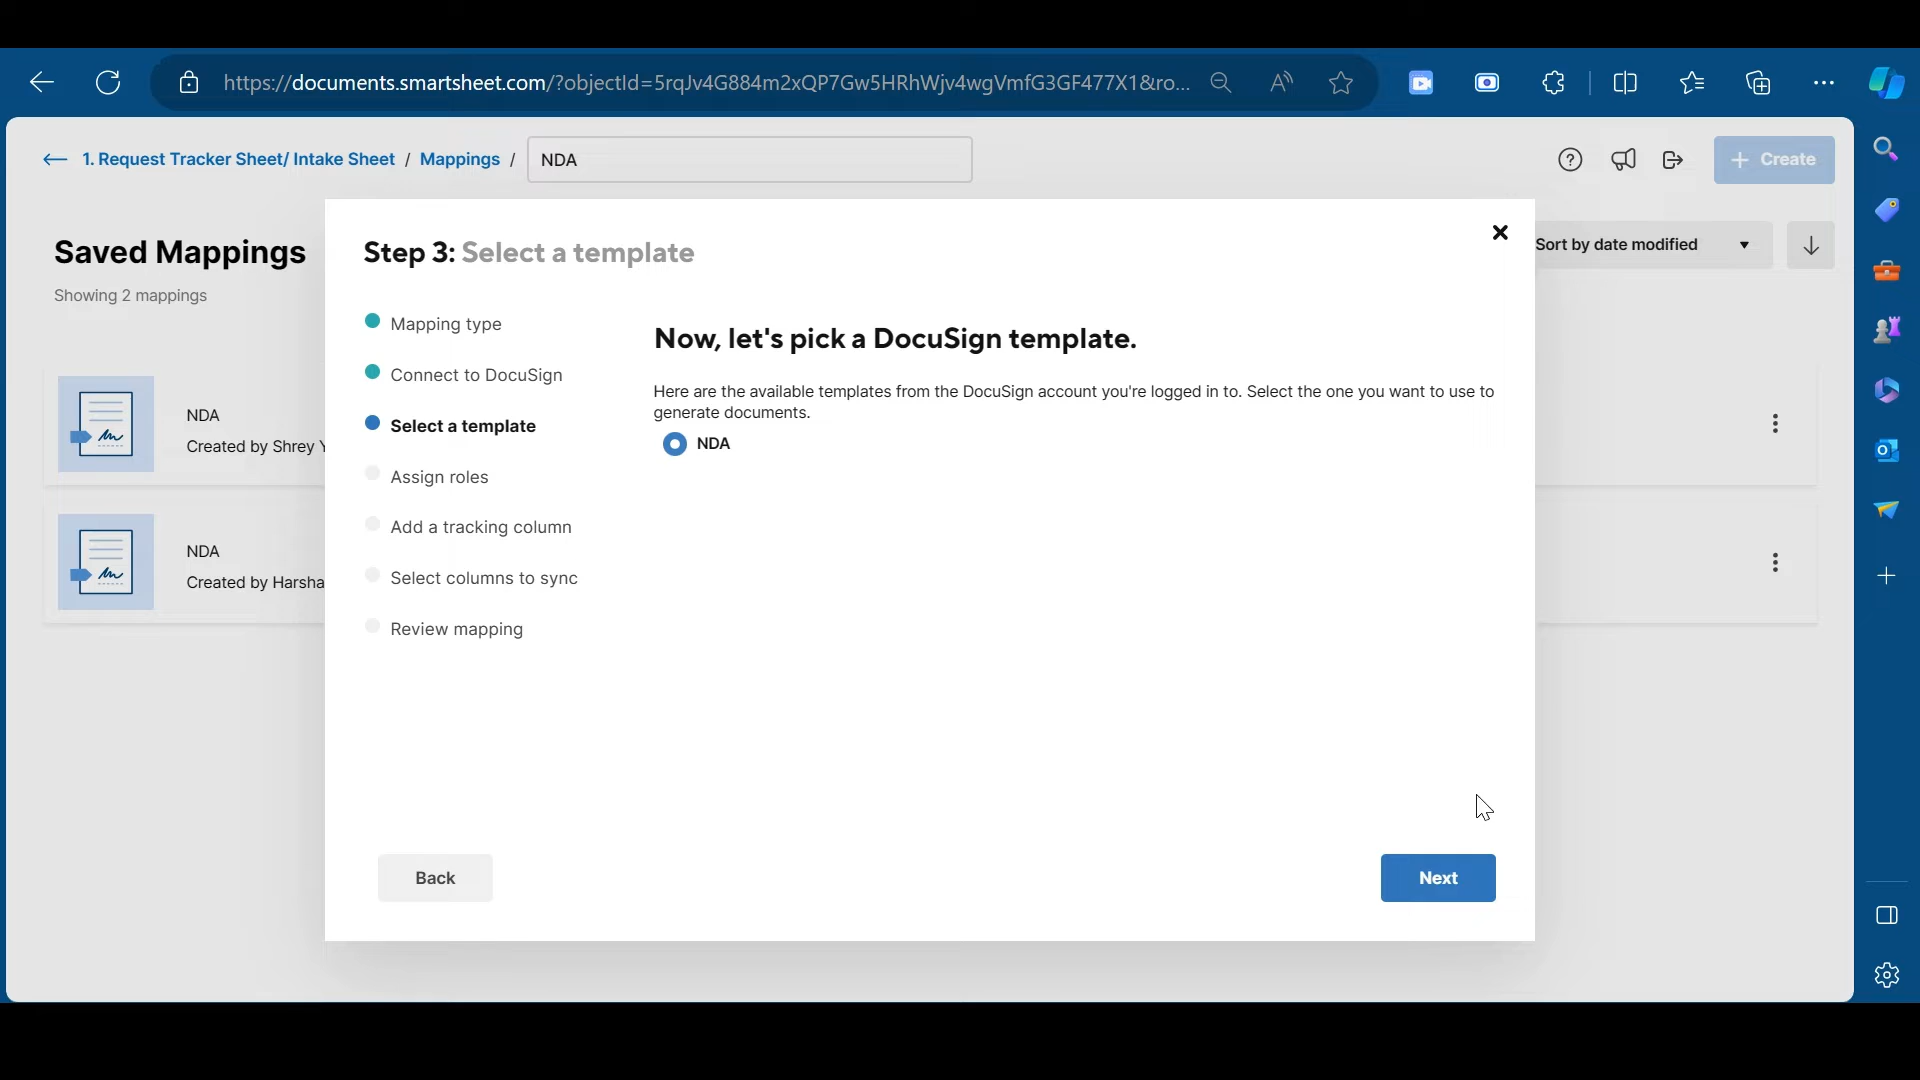 https://documents.smartsheet.com/?objectId=5rqJv4G884m2xQP7Gw5HRhWjv4wgVmfG3GF477X1&ro...
1. Request Tracker Sheet/ Intake Sheet / Mappings / NDA
+ Create
Saved Mappings
Showing 2 mappings
Sort by date modified
NDA
Created by Shrey
NDA
Created by Harsha
Step 3: Select a template
Mapping type
Connect to DocuSign
Select a template
Assign roles
Add a tracking column
Select columns to sync
Review mapping
Now, let's pick a DocuSign template.
Here are the available templates from the DocuSign account you're logged in to. Select the one you want to use to
generate documents.
NDA
Back
Next